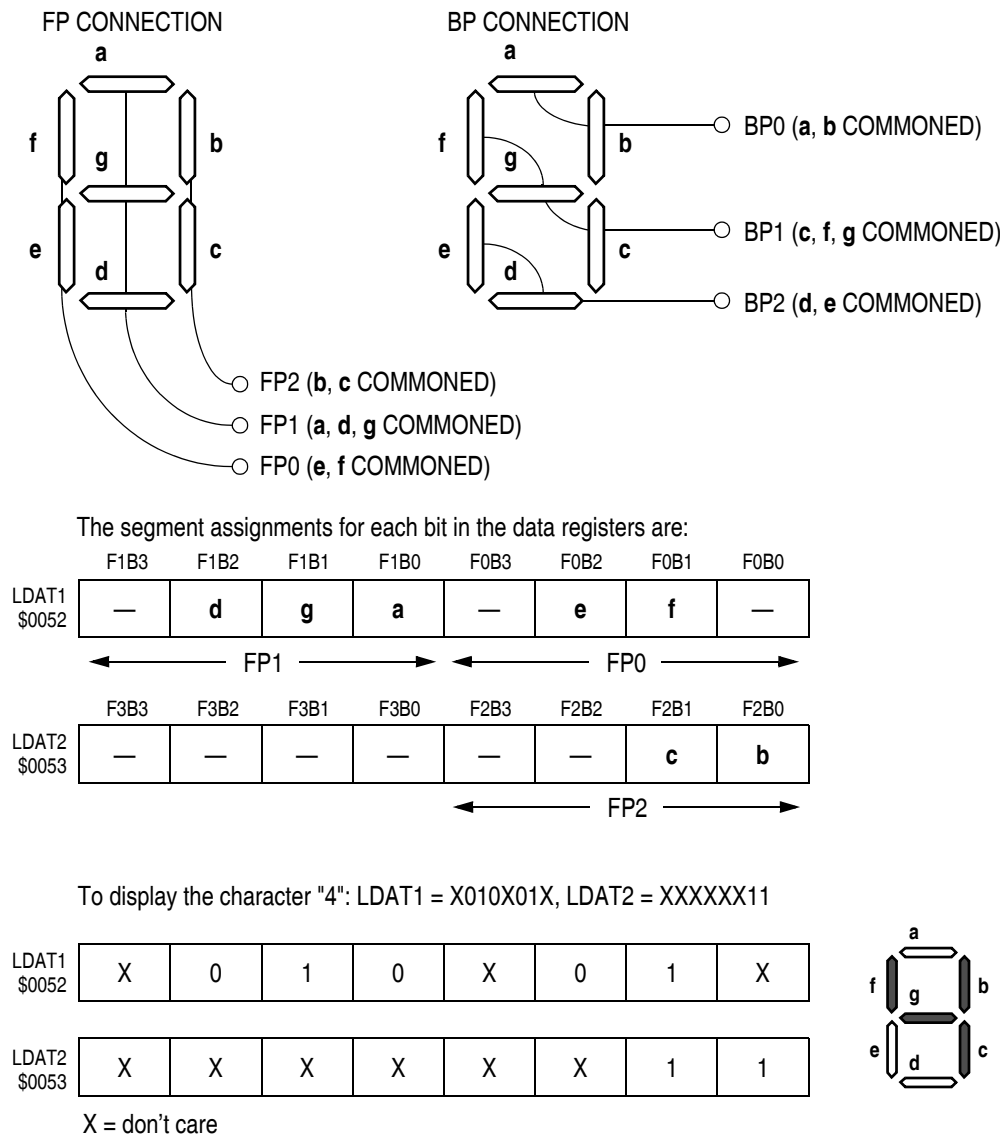 FP CONNECTION
a
f
b
g
e
c
d
FP2 (b, c COMMONED)
FP1 (a, d, g COMMONED)
FP0 (e, f COMMONED)
BP CONNECTION
a
f
b
g
e
c
d
BP0 (a, b COMMONED)
BP1 (c, f, g COMMONED)
BP2 (d, e COMMONED)
The segment assignments for each bit in the data registers are:
F1B3 F1B2 F1B1 F1B0 F0B3 F0B2 F0B1 F0B0
LDAT1
$0052
— d g a — e f —
FP1 FP0
F3B3 F3B2 F3B1 F3B0 F2B3 F2B2 F2B1 F2B0
LDAT2
$0053
— — — — — — c b
FP2
To display the character "4": LDAT1 = X010X01X, LDAT2 = XXXXXX11
LDAT1
$0052
X 0 1 0 X 0 1 X
LDAT2
$0053
X X X X X X 1 1
X = don't care
a
f
b
g
e
c
d